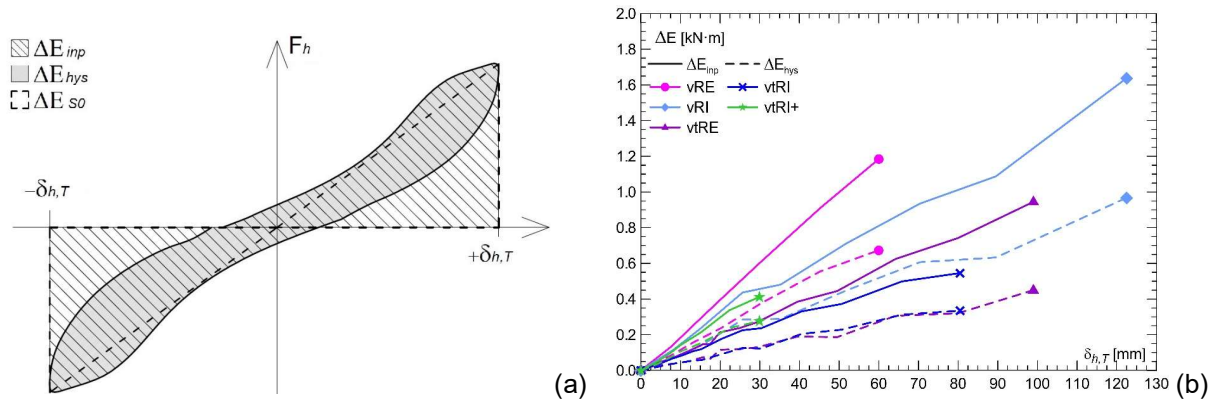 ΔE inp
ΔE hys
ΔE S0
F h
−δ h,T
+δ h,T
(a)
ΔE [kN·m]
ΔE inp ΔE hys
vRE vtRI
vRI vtRI+
vtRE
2.0
1.8
1.6
1.4
1.2
1.0
0.8
0.6
0.4
0.2
0.0
δ h,T [mm]
0 10 20 30 40 50 60 70 80 90 100 110 120 130
(b)